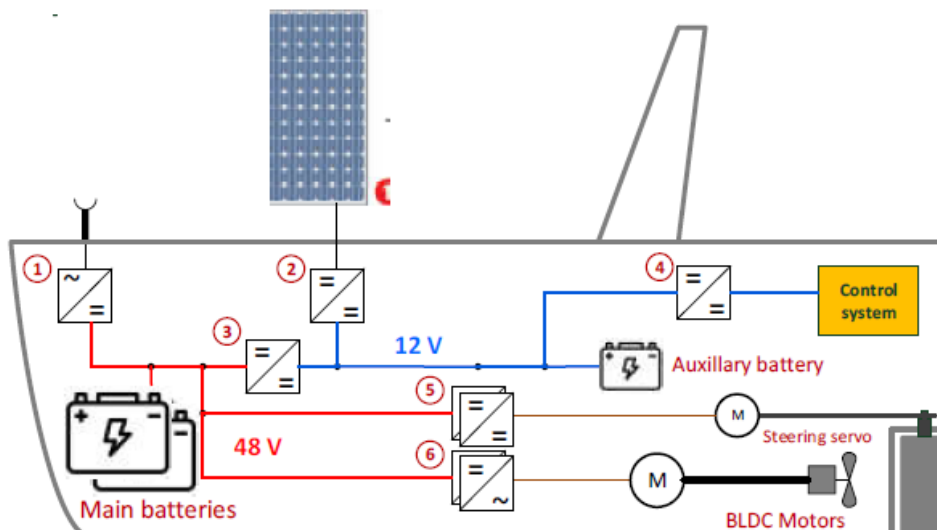 1
~
=
2
=
=
3
=
=
4
=
=
Control
system
12 V
Auxillary battery
5
=
=
M
Steering servo
48 V
6
=
~
M
+
-
+
-
-
Main batteries
BLDC Motors